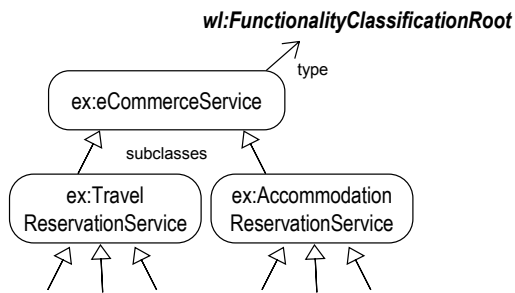 wl:FunctionalityClassificationRoot
type
ex:eCommerceService
subclasses
ex:Travel
ReservationService
ex:Accommodation
ReservationService